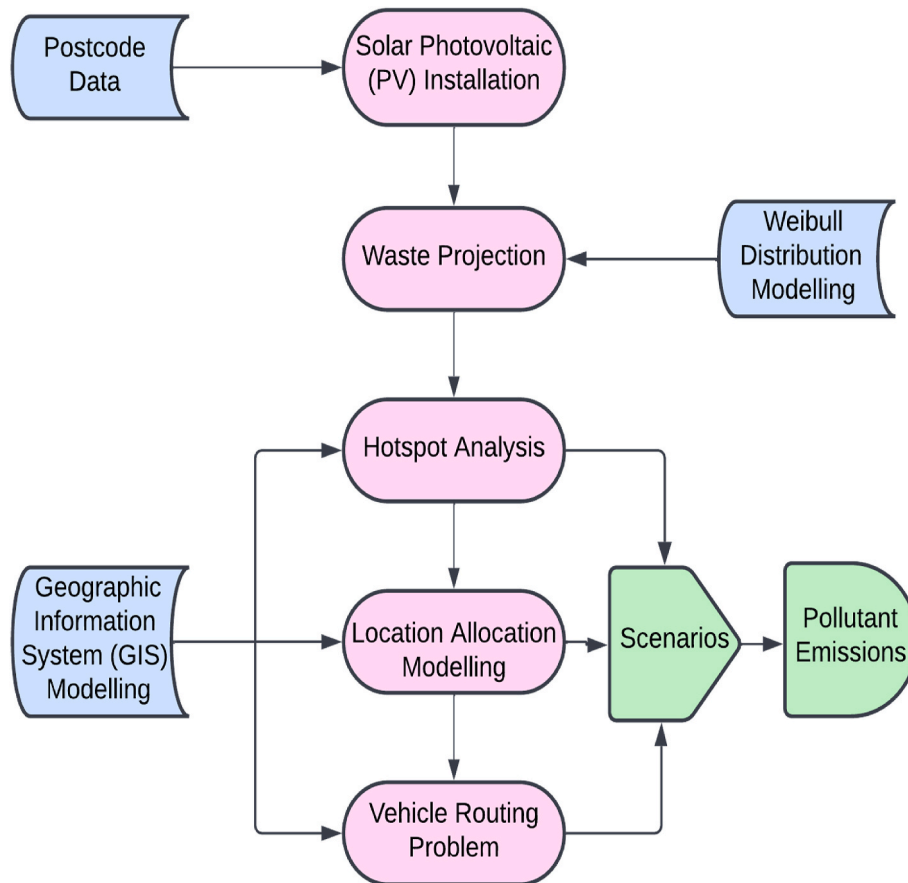 Postcode
Data
Solar Photovoltaic
(PV) Installation
Waste Projection
Weibull
Distribution
Modelling
Hotspot Analysis
Geographic
Information
System (GIS)
Modelling
Location Allocation
Modelling
Scenarios
Pollutant
Emissions
Vehicle Routing
Problem